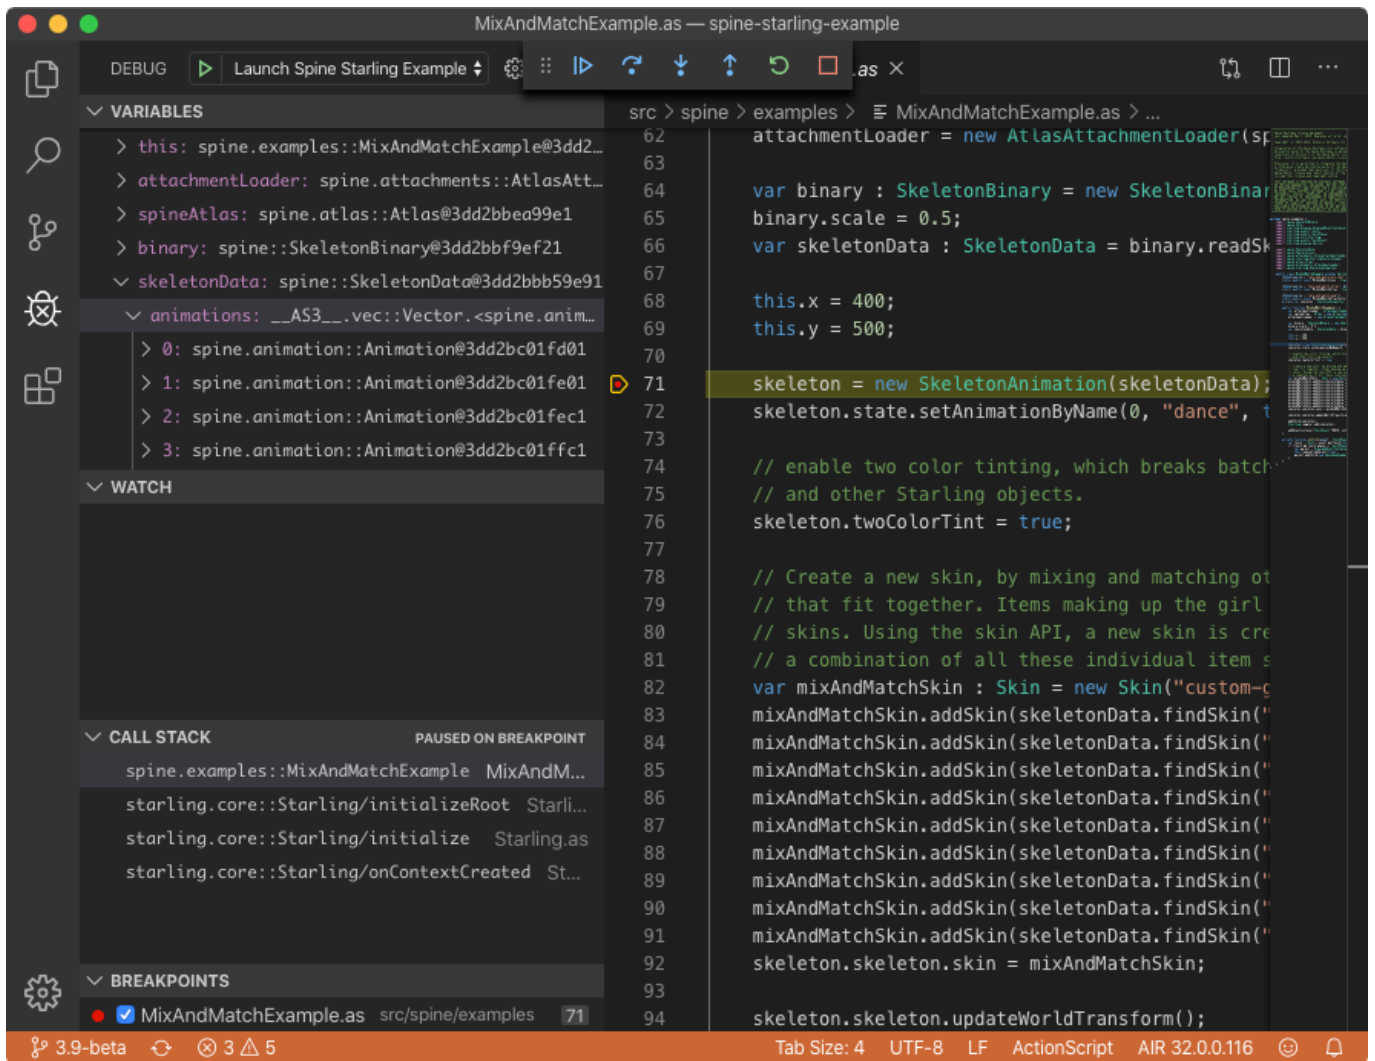 MixAndMatchExample.as — spine-starling-example
DEBUG
Launch Spine Starling Example
.as
VARIABLES
this: spine.examples::MixAndMatchExample@3dd2...
attachmentLoader: spine.attachments::AtlasAtt...
spineAtlas: spine.atlas::Atlas@3dd2bbea99e1
binary: spine::SkeletonBinary@3dd2bbf9ef21
skeletonData: spine::SkeletonData@3dd2bbb59e91
animations: __AS3__.vec::Vector.<spine.anim...
0: spine.animation::Animation@3dd2bc01fd01
1: spine.animation::Animation@3dd2bc01fe01
2: spine.animation::Animation@3dd2bc01fec1
3: spine.animation::Animation@3dd2bc01ffc1
WATCH
CALL STACK PAUSED ON BREAKPOINT
spine.examples::MixAndMatchExample MixAndM...
starling.core::Starling/initializeRoot Starli...
starling.core::Starling/initialize Starling.as
starling.core::Starling/onContextCreated St...
BREAKPOINTS
MixAndMatchExample.as src/spine/examples 71
src > spine > examples > MixAndMatchExample.as > ...
62 attachmentLoader = new AtlasAttachmentLoader(sp
63
64 var binary : SkeletonBinary = new SkeletonBinar
65 binary.scale = 0.5;
66 var skeletonData : SkeletonData = binary.readSk
67
68 this.x = 400;
69 this.y = 500;
70
71 skeleton = new SkeletonAnimation(skeletonData);
72 skeleton.state.setAnimationByName(0, "dance", t
73
74 // enable two color tinting, which breaks batch
75 // and other Starling objects.
76 skeleton.twoColorTint = true;
77
78 // Create a new skin, by mixing and matching ot
79 // that fit together. Items making up the girl
80 // skins. Using the skin API, a new skin is cre
81 // a combination of all these individual item s
82 var mixAndMatchSkin : Skin = new Skin("custom-g
83 mixAndMatchSkin.addSkin(skeletonData.findSkin("
84 mixAndMatchSkin.addSkin(skeletonData.findSkin("
85 mixAndMatchSkin.addSkin(skeletonData.findSkin("
86 mixAndMatchSkin.addSkin(skeletonData.findSkin("
87 mixAndMatchSkin.addSkin(skeletonData.findSkin("
88 mixAndMatchSkin.addSkin(skeletonData.findSkin("
89 mixAndMatchSkin.addSkin(skeletonData.findSkin("
90 mixAndMatchSkin.addSkin(skeletonData.findSkin("
91 mixAndMatchSkin.addSkin(skeletonData.findSkin("
92 skeleton.skeleton.skin = mixAndMatchSkin;
93
94 skeleton.skeleton.updateWorldTransform();
3.9-beta 3 5 Tab Size: 4 UTF-8 LF ActionScript AIR 32.0.0.116